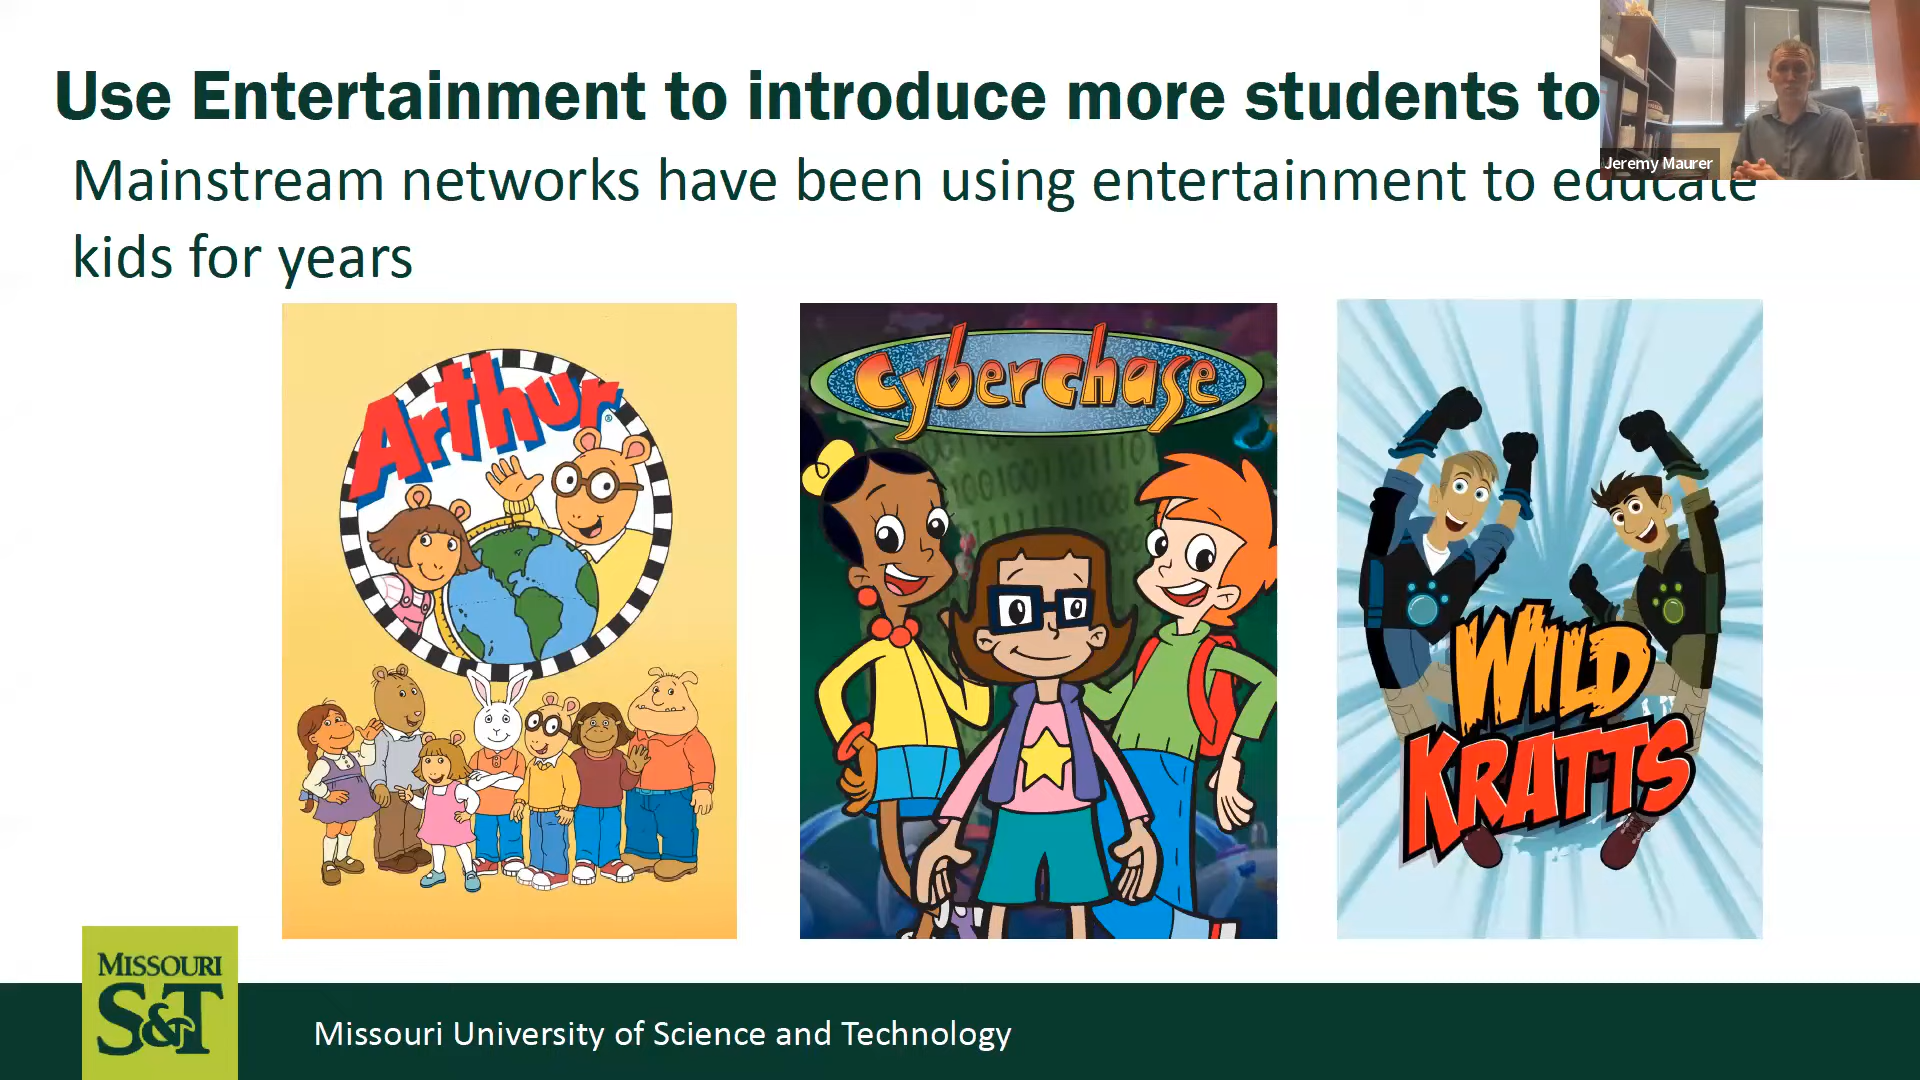 Use Entertainment to introduce more students to
Jeremy Maurer
Mainstream networks have been using entertainment to educate
kids for years
Arthur
®
cyberchase
WILD
KRATTS
MISSOURI
S&T
Missouri University of Science and Technology